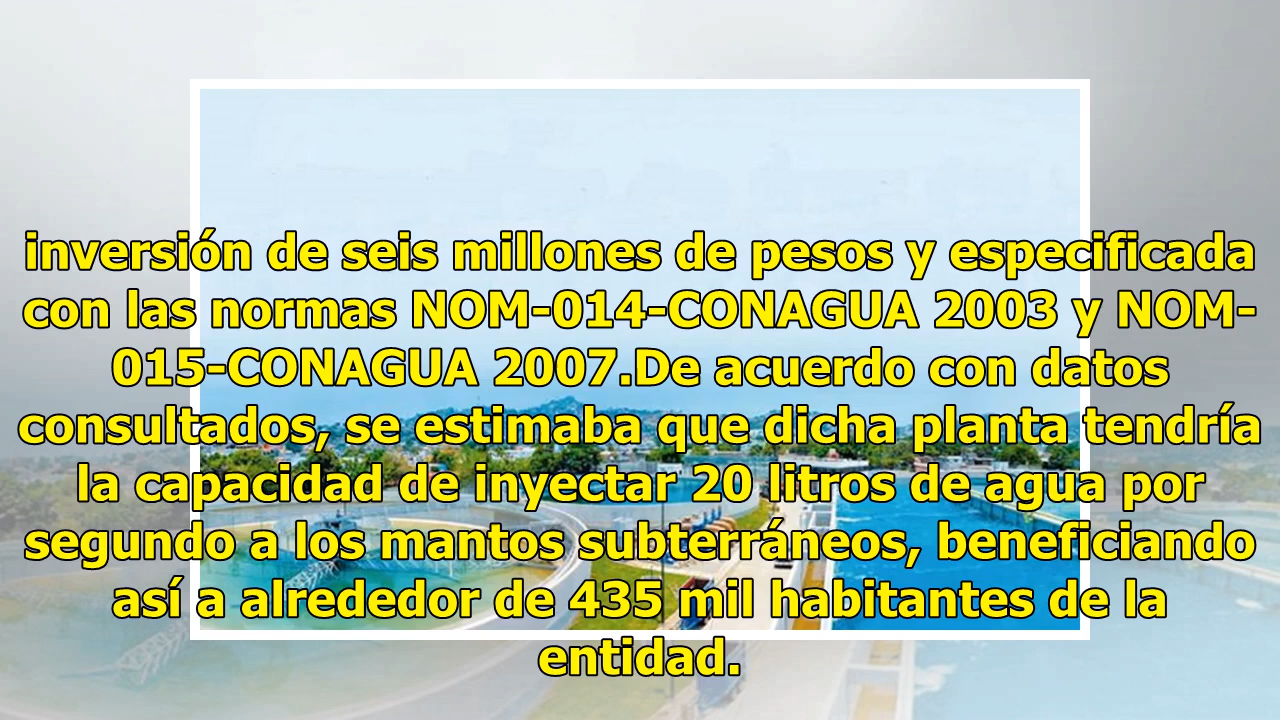 inversión de seis millones de pesos y especificada
con las normas NOM-014-CONAGUA 2003 y NOM-
015-CONAGUA 2007.De acuerdo con datos
consultados, se estimaba que dicha planta tendría
la capacidad de inyectar 20 litros de agua por
segundo a los mantos subterráneos, beneficiando
así a alrededor de 435 mil habitantes de la
entidad.